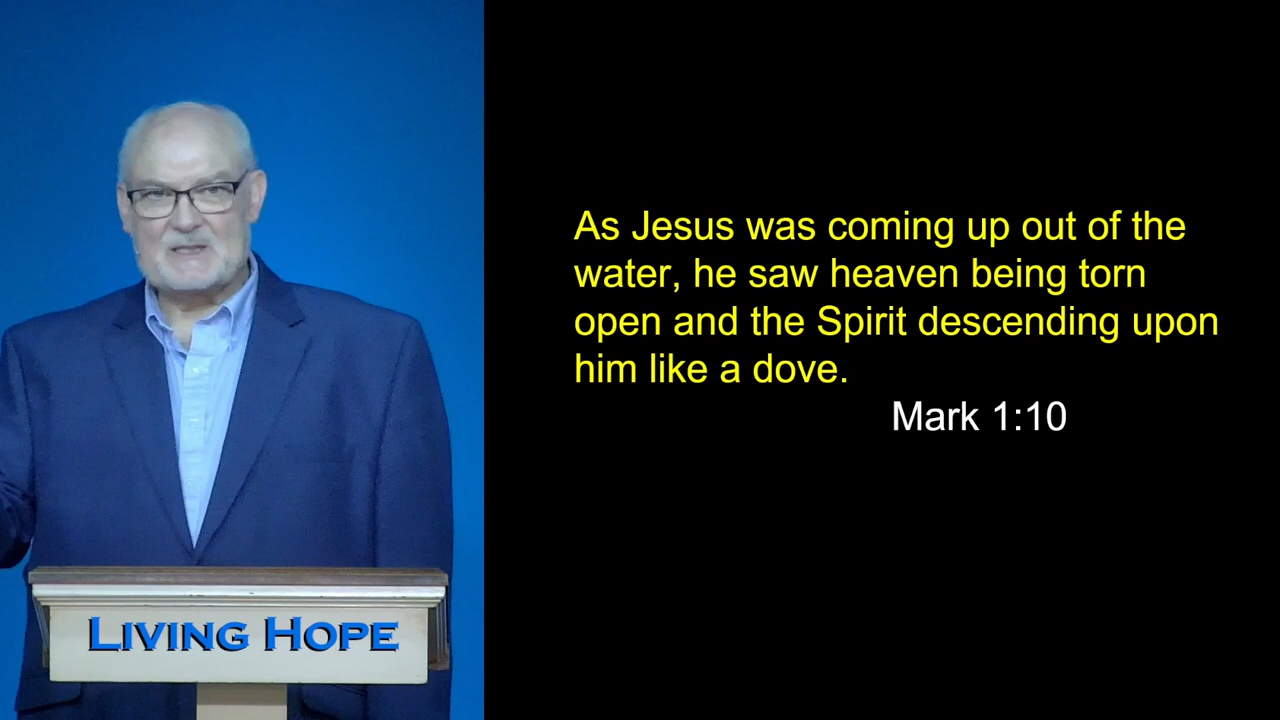 As Jesus was coming up out of the
water, he saw heaven being torn
open and the Spirit descending upon
him like a dove.
Mark 1:10
LIVING HOPE